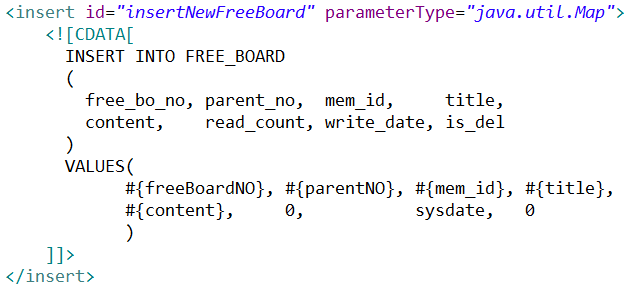 <insert id="insertNewFreeBoard" parameterType="java.util.Map">
<![CDATA[
INSERT INTO FREE_BOARD
(
free_bo_no, parent_no, mem_id, title,
content, read_count, write_date, is_del
)
VALUES(
#{freeBoardNO}, #{parentNO}, #{mem_id}, #{title},
#{content}, 0, sysdate, 0
)
]]>
</insert>